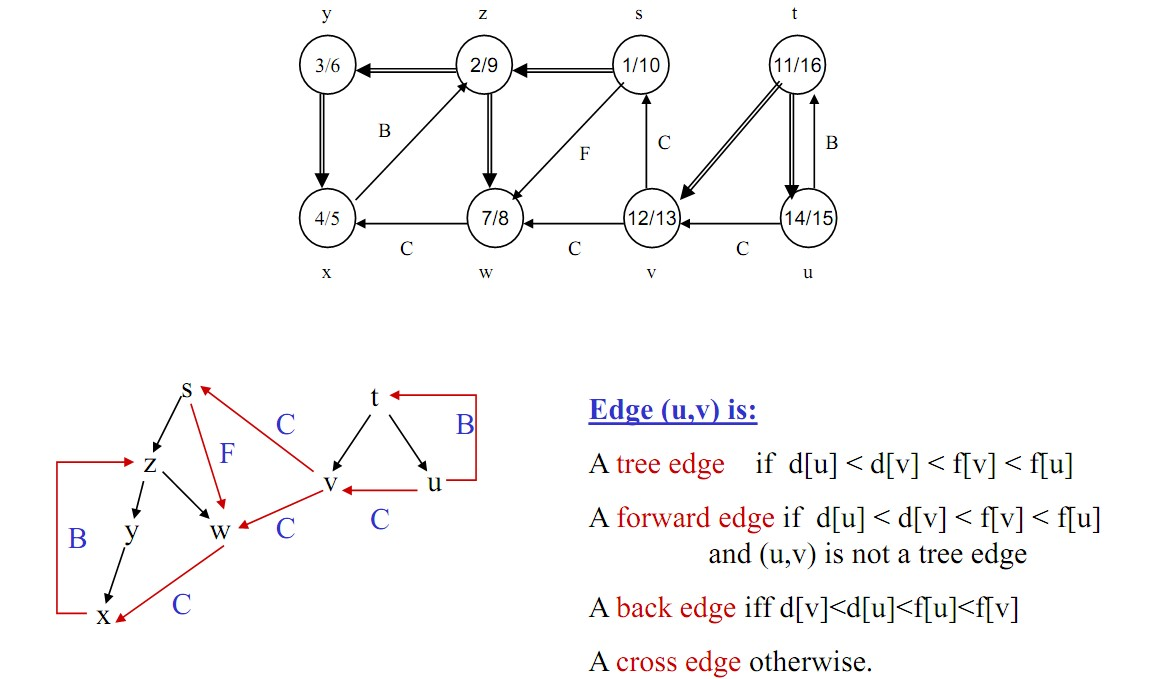 y z s t
3/6 2/9 1/10 11/16
B F C B
4/5 7/8 12/13 14/15
C C C
x w v u
s t
C B
F
z v u
C C
B y w
C
x
Edge (u,v) is:
A tree edge if d[u] < d[v] < f[v] < f[u]
A forward edge if d[u] < d[v] < f[v] < f[u]
and (u,v) is not a tree edge
A back edge iff d[v]<d[u]<f[u]<f[v]
A cross edge otherwise.